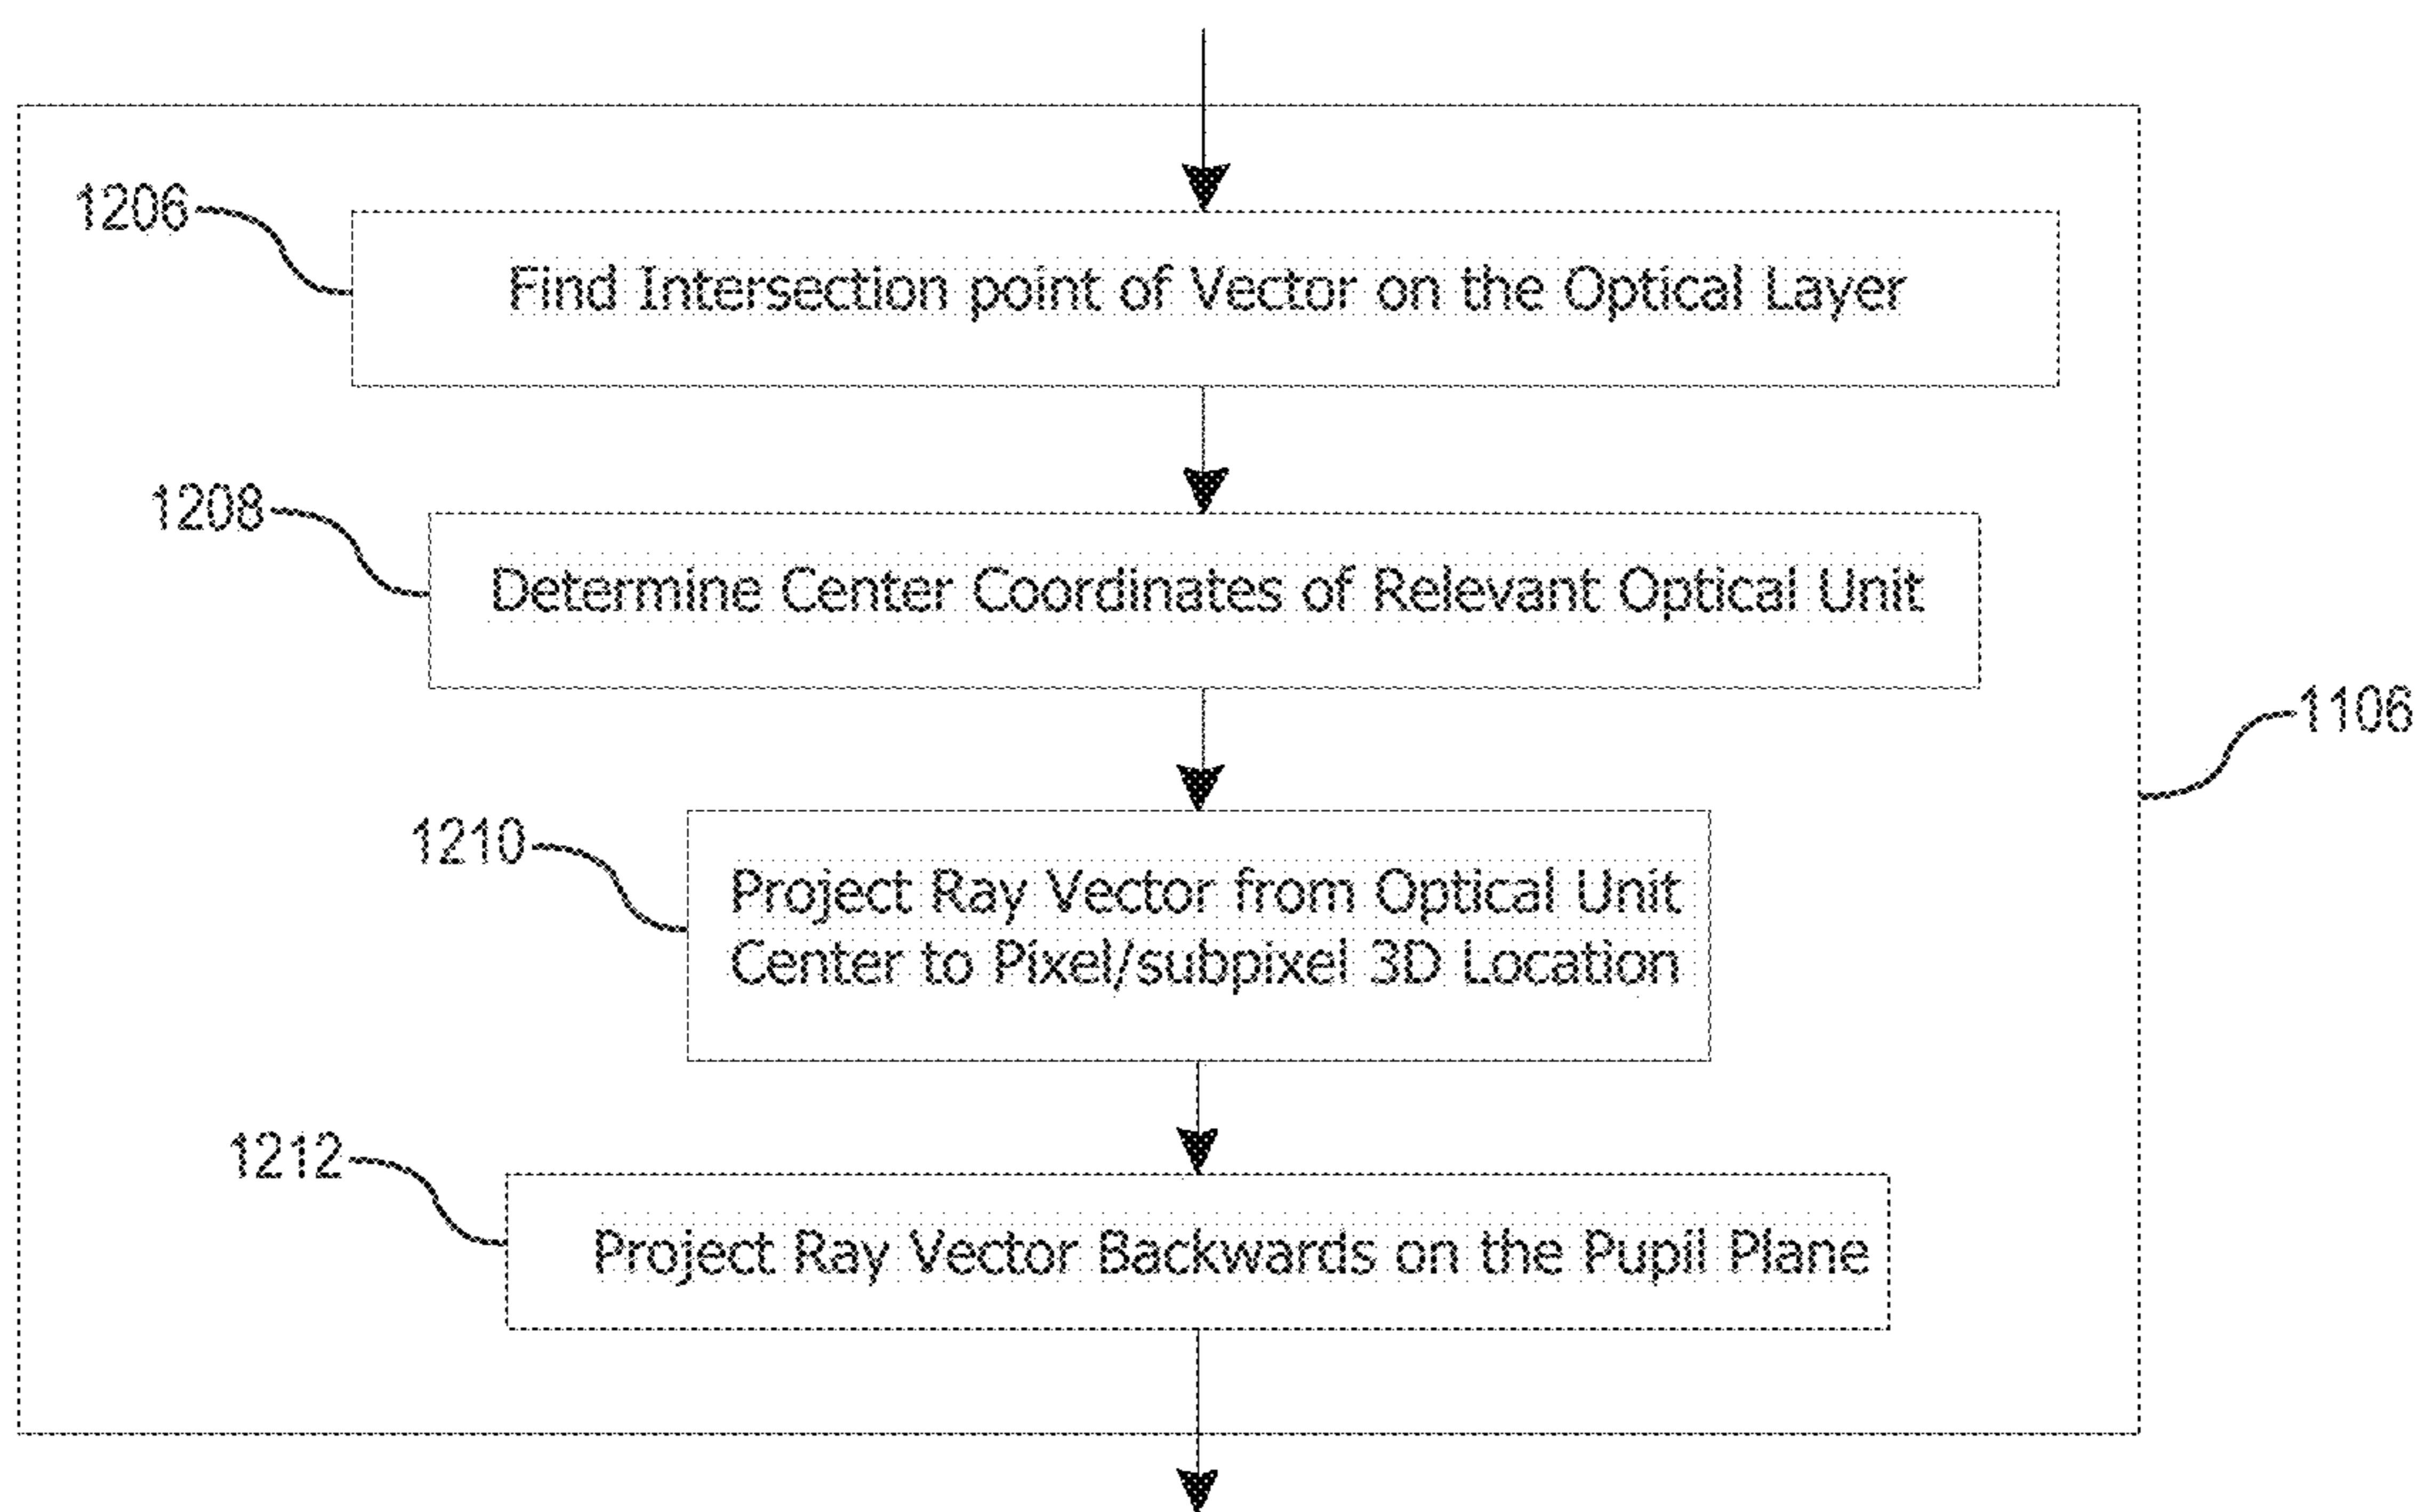 1206
Find Intersection point of Vector on the Optical Layer
1208
Determine Center Coordinates of Relevant Optical Unit
1106
1210
Project Ray Vector from Optical Unit
Center to Pixel/subpixel 3D Location
1212
Project Ray Vector Backwards on the Pupil Plane